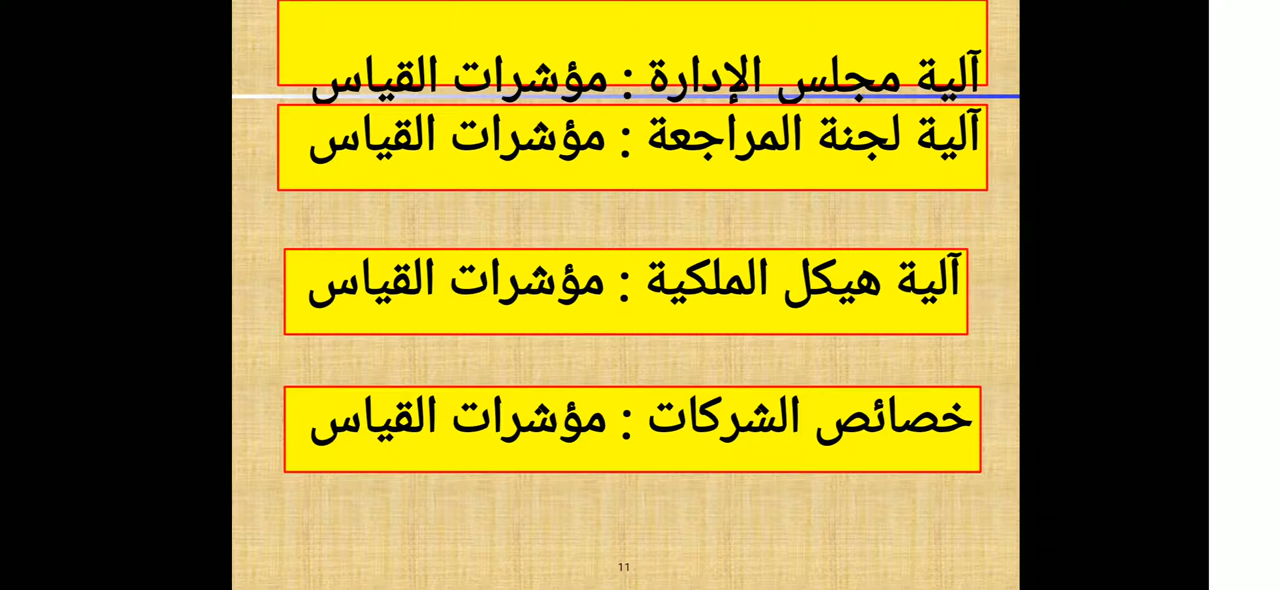 آلية مجلس الإدارة : مؤشرات القياس
آلية لجنة المراجعة : مؤشرات القياس
آلية هيكل الملكية : مؤشرات القياس
خصائص الشركات : مؤشرات القياس
11